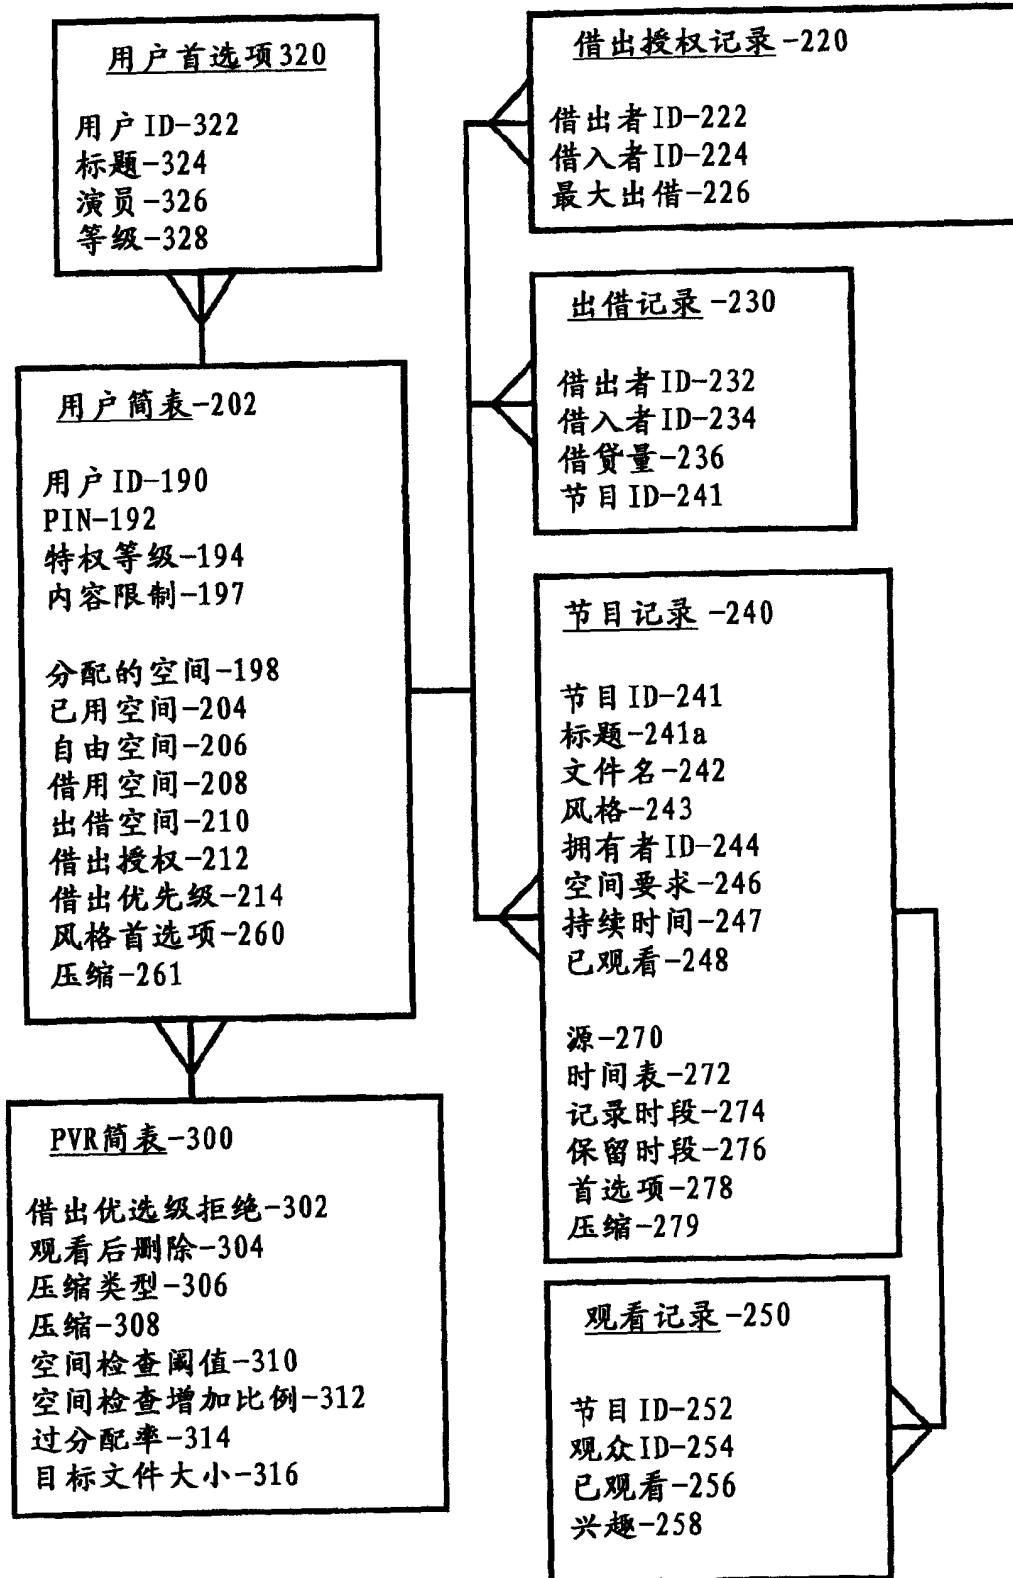 用户首选项320
用户ID-322
标题-324
演员-326
等级-328
用户简表-202
用户ID-190
PIN-192
特权等级-194
内容限制-197
分配的空间-198
已用空间-204
自由空间-206
借用空间-208
出借空间-210
借出授权-212
借出优先级-214
风格首选项-260
压缩-261
PVR简表-300
借出优选级拒绝-302
观看后删除-304
压缩类型-306
压缩-308
空间检查阈值-310
空间检查增加比例-312
过分配率-314
目标文件大小-316
借出授权记录-220
借出者ID-222
借入者ID-224
最大出借-226
出借记录-230
借出者ID-232
借入者ID-234
借贷量-236
节目ID-241
节目记录-240
节目ID-241
标题-241a
文件名-242
风格-243
拥有者ID-244
空间要求-246
持续时间-247
已观看-248
源-270
时间表-272
记录时段-274
保留时段-276
首选项-278
压缩-279
观看记录-250
节目ID-252
观众ID-254
已观看-256
兴趣-258